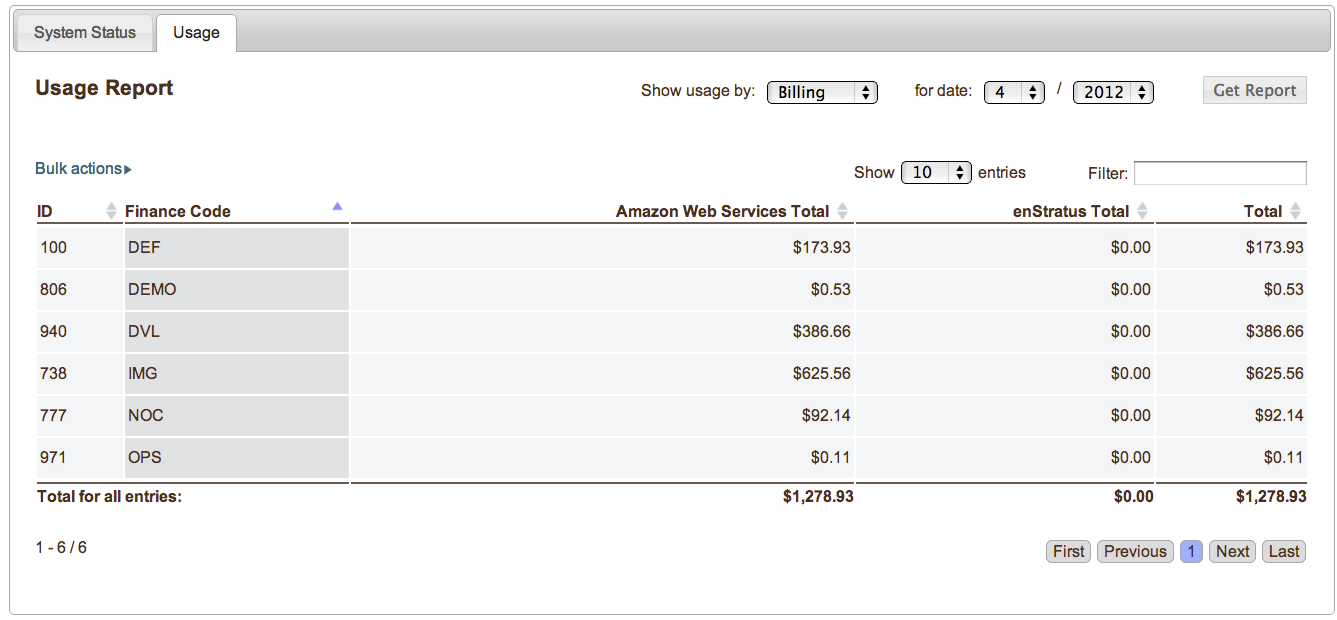 System Status Usage
Usage Report Show usage by: Billing for date: 4 / 2012 Get Report
Bulk actions Show 10 entries Filter:
ID Finance Code Amazon Web Services Total enStratus Total Total
100 DEF $173.93 $0.00 $173.93
806 DEMO $0.53 $0.00 $0.53
940 DVL $386.66 $0.00 $386.66
738 IMG $625.56 $0.00 $625.56
777 NOC $92.14 $0.00 $92.14
971 OPS $0.11 $0.00 $0.11
Total for all entries: $1,278.93 $0.00 $1,278.93
1 - 6 / 6 First Previous 1 Next Last